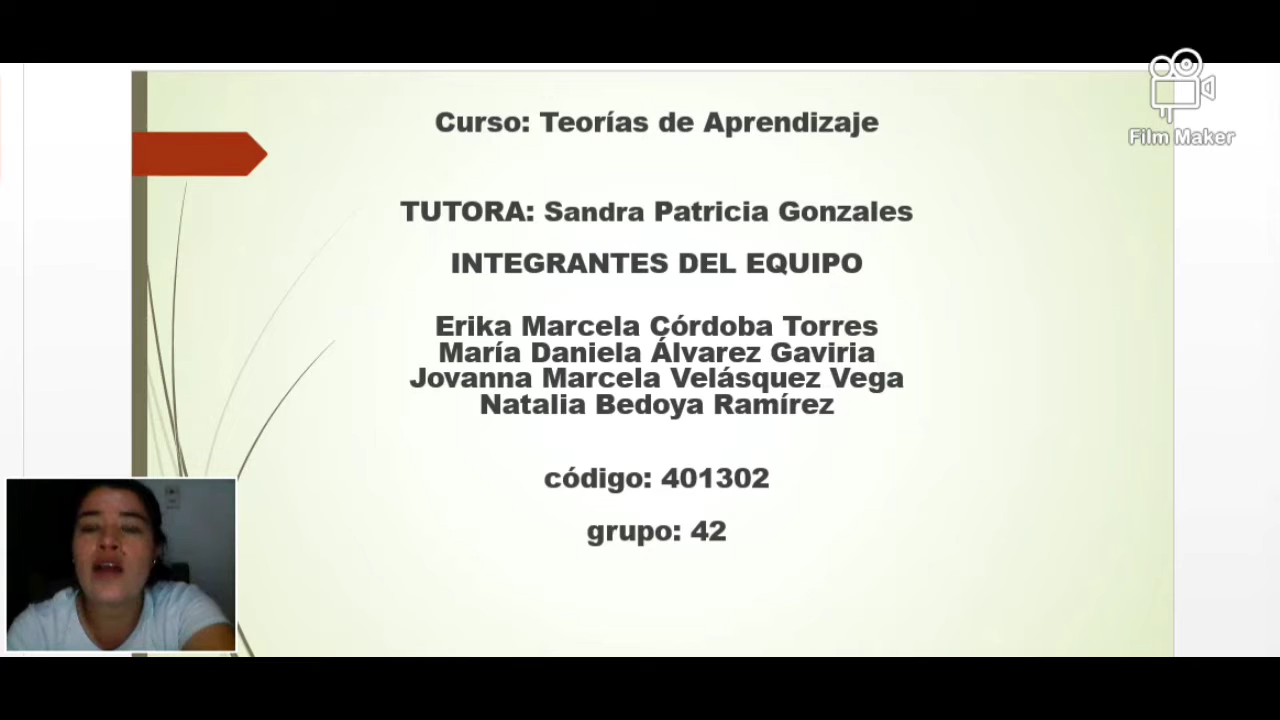 Film Maker
Curso: Teorías de Aprendizaje
TUTORA: Sandra Patricia Gonzales
INTEGRANTES DEL EQUIPO
Erika Marcela Córdoba Torres
María Daniela Álvarez Gaviria
Jovanna Marcela Velásquez Vega
Natalia Bedoya Ramírez
código: 401302
grupo: 42